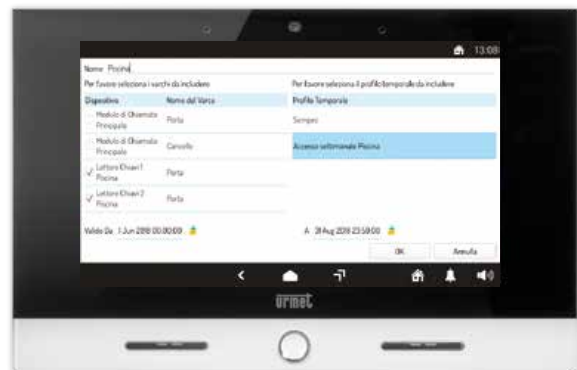 13:08
Nome Piscina
Per favore seleziona i varchi da includere
Per favore seleziona il profilo temporale da includere
Dispositivo Nome del Varco Profilo Temporale
Modulo di Chiamata Principale Porta
Sempre
Modulo di Chiamata Principale Cancello
Accesso settimanale Piscina
Lettore Chiavi 1 Piscina Porta
Lettore Chiavi 2 Piscina Porta
Valido Da 1 Jun 2018 00:00:00 A 31 Aug 2018 23:59:00
OK Annulla
urmet